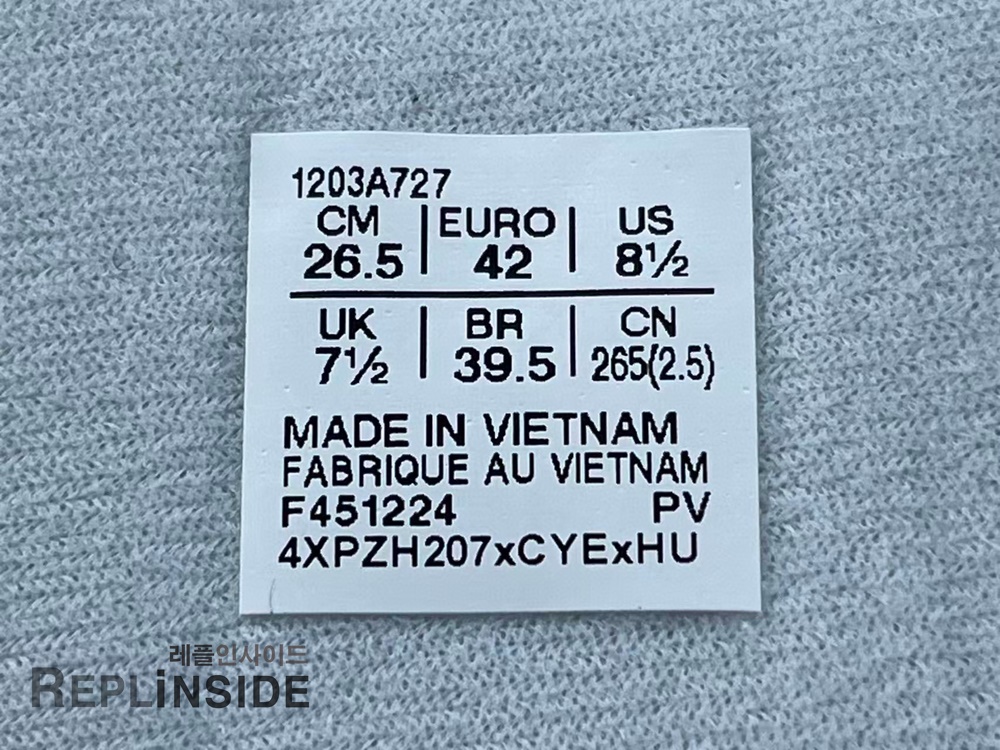 1203A727
CM | EURO | US
26.5 | 42 | 8½
UK | BR | CN
7½ | 39.5 | 265(2.5)
MADE IN VIETNAM
FABRIQUE AU VIETNAM
F451224 PV
4XPZH207xCYExHU
레플인사이드
REPLINSIDE